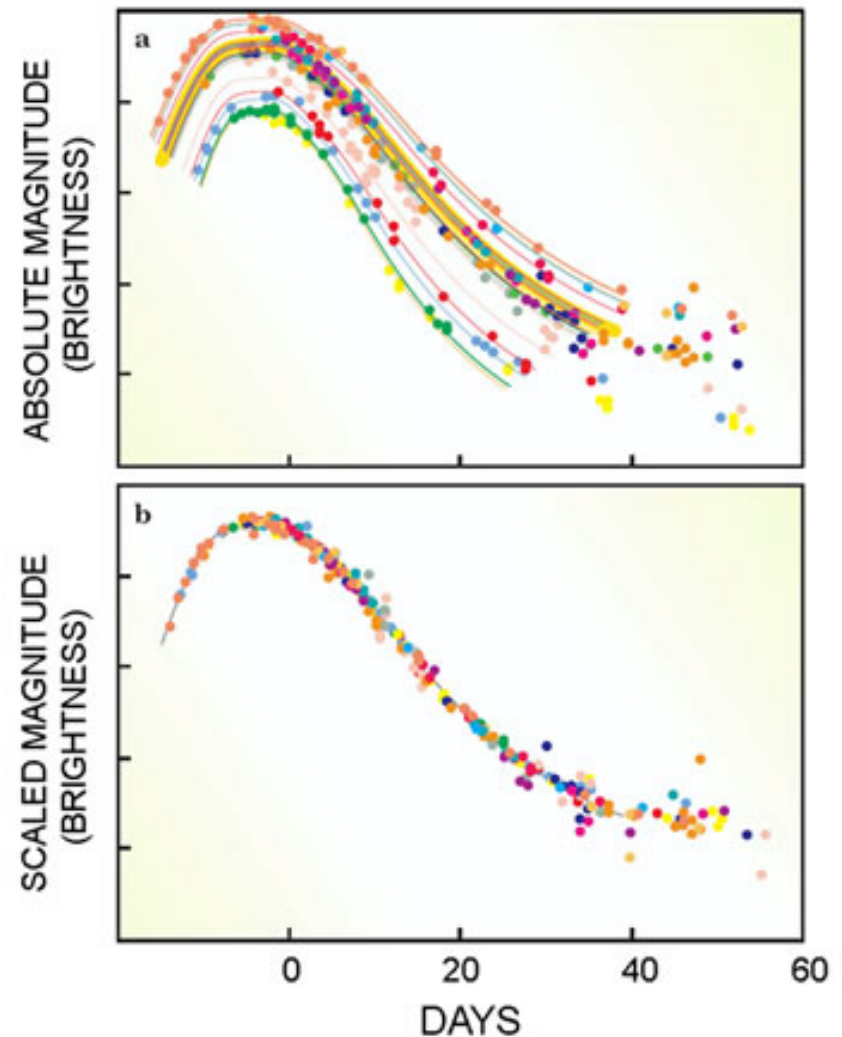 a
ABSOLUTE MAGNITUDE
(BRIGHTNESS)
b
SCALED MAGNITUDE
(BRIGHTNESS)
0 20 40 60
DAYS